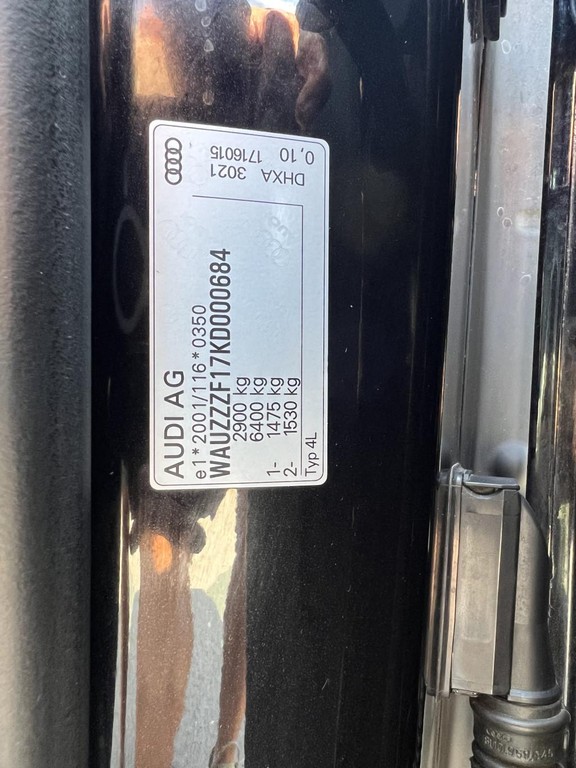 AUDI AG
e1*2001/116*0350
WAUZZZF17KD000684
2900 kg
6400 kg
1- 1475 kg
2- 1530 kg
Typ 4L
DHXA 3021
1716015
0,10